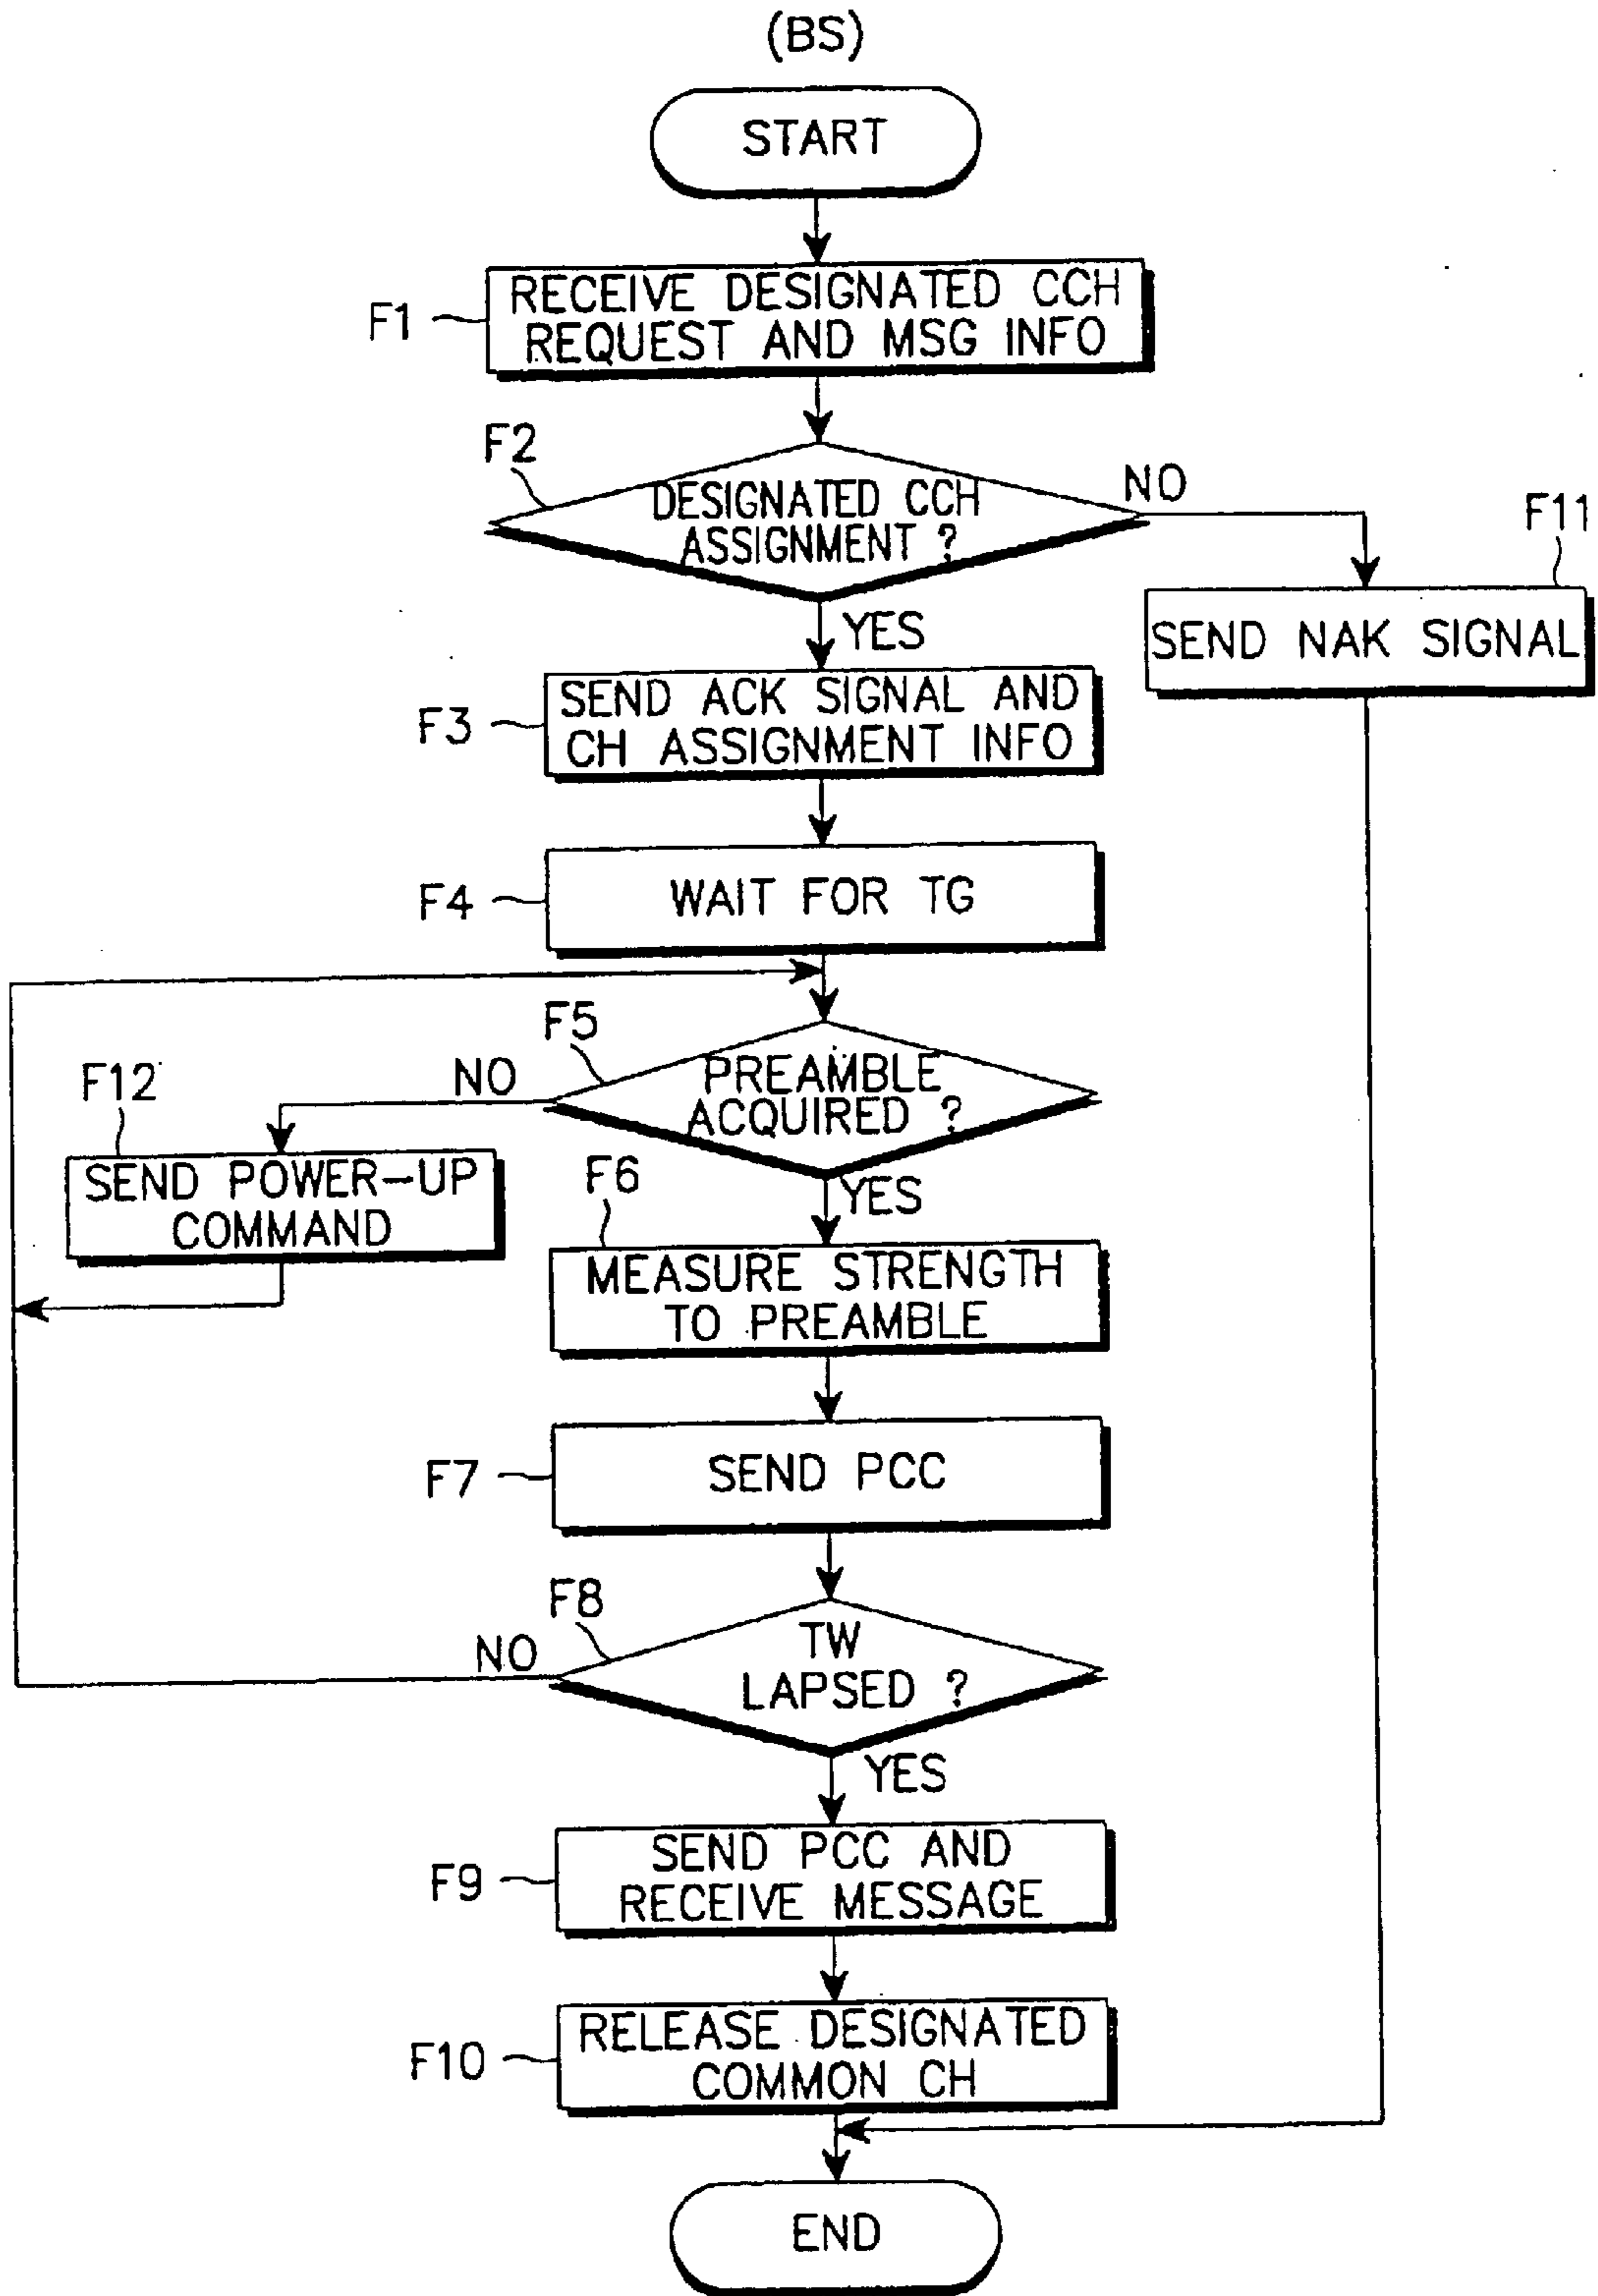 (BS)
START
F1
RECEIVE DESIGNATED CCH
REQUEST AND MSG INFO
F2
DESIGNATED CCH
ASSIGNMENT ?
NO
F11
SEND NAK SIGNAL
YES
F3
SEND ACK SIGNAL AND
CH ASSIGNMENT INFO
F4
WAIT FOR TG
F5
PREAMBLE
ACQUIRED ?
NO
F12
SEND POWER-UP
COMMAND
YES
F6
MEASURE STRENGTH
TO PREAMBLE
F7
SEND PCC
F8
TW
LAPSED ?
NO
YES
F9
SEND PCC AND
RECEIVE MESSAGE
F10
RELEASE DESIGNATED
COMMON CH
END